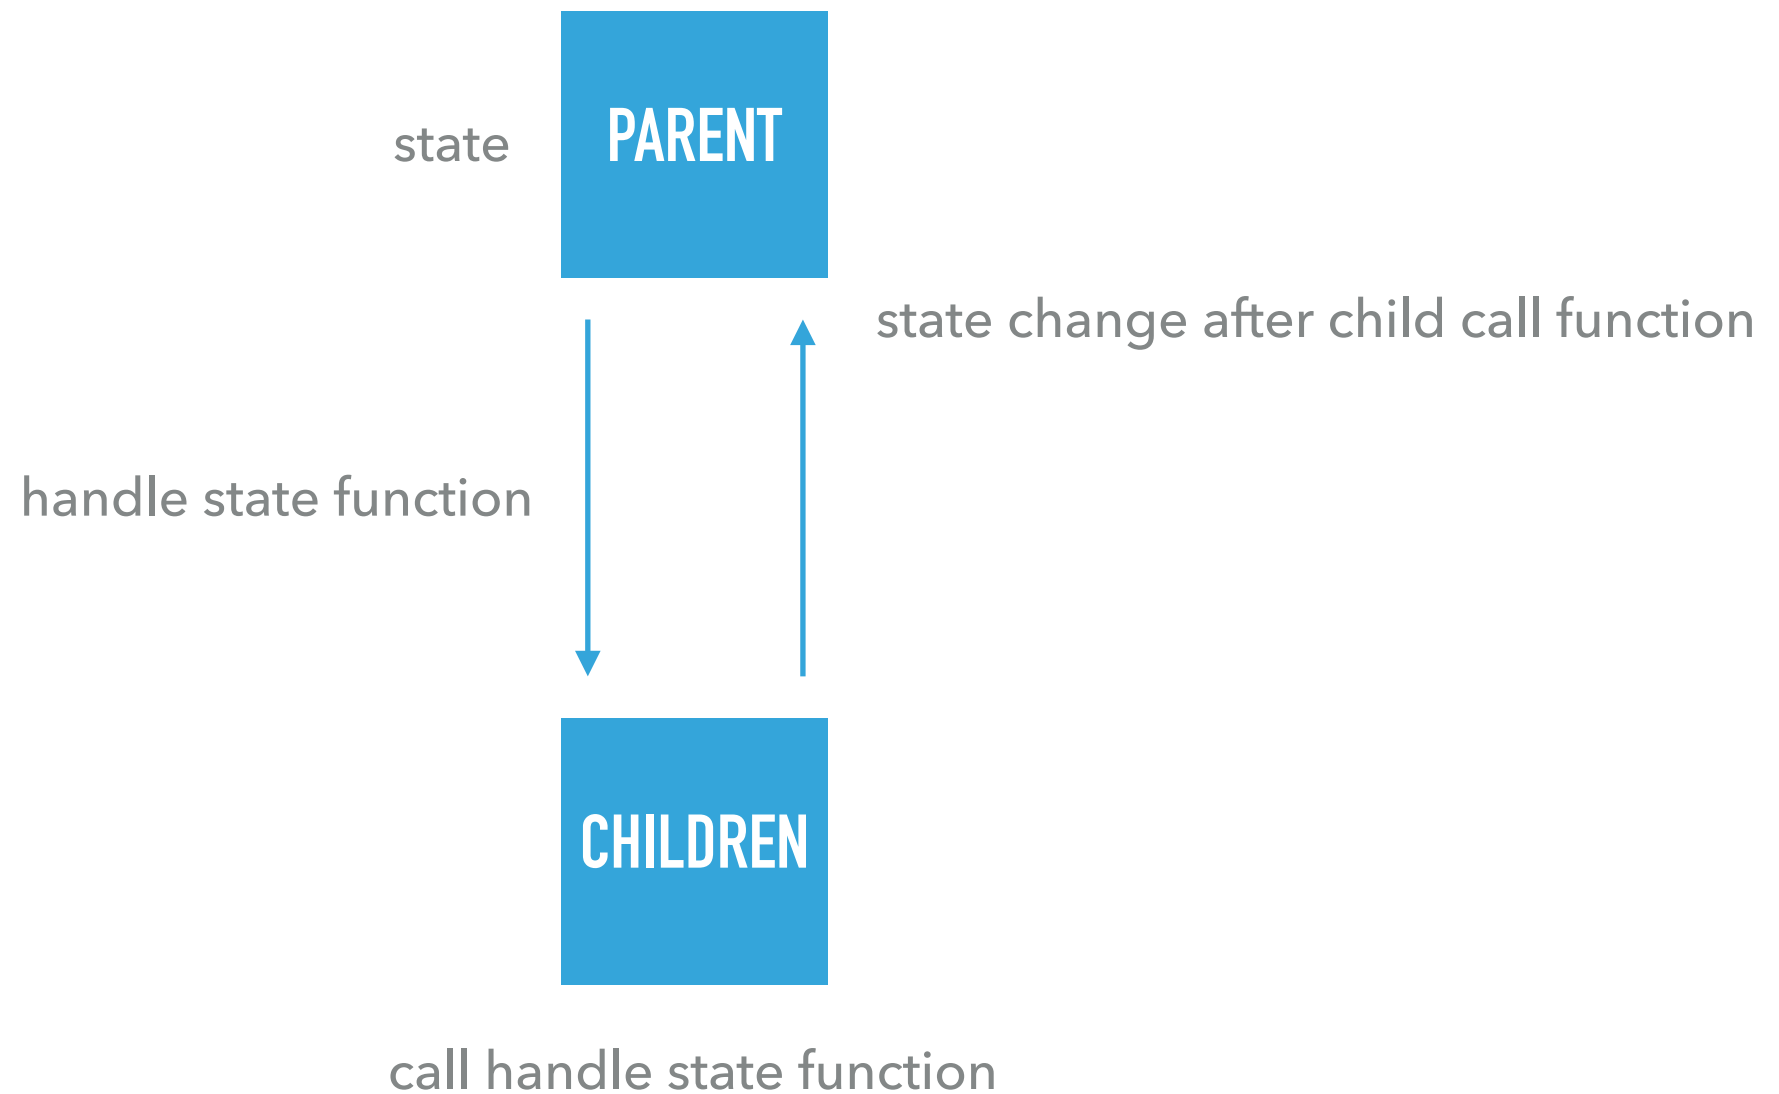 PARENT
state
state change after child call function
handle state function
CHILDREN
call handle state function